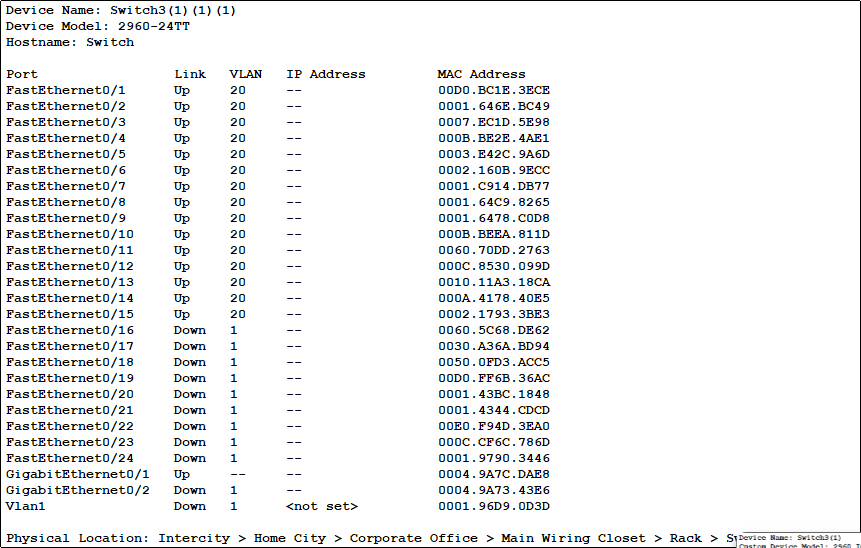 Device Name: Switch3(1)(1)(1)
Device Model: 2960-24TT
Hostname: Switch
Port Link VLAN IP Address MAC Address
FastEthernet0/1 Up 20 -- 00D0.BC1E.3ECE
FastEthernet0/2 Up 20 -- 0001.646E.BC49
FastEthernet0/3 Up 20 -- 0007.EC1D.5E98
FastEthernet0/4 Up 20 -- 000B.BE2E.4AE1
FastEthernet0/5 Up 20 -- 0003.E42C.9A6D
FastEthernet0/6 Up 20 -- 0002.160B.9ECC
FastEthernet0/7 Up 20 -- 0001.C914.DB77
FastEthernet0/8 Up 20 -- 0001.64C9.8265
FastEthernet0/9 Up 20 -- 0001.6478.C0D8
FastEthernet0/10 Up 20 -- 000B.BEEA.811D
FastEthernet0/11 Up 20 -- 0060.70DD.2763
FastEthernet0/12 Up 20 -- 000C.8530.099D
FastEthernet0/13 Up 20 -- 0010.11A3.18CA
FastEthernet0/14 Up 20 -- 000A.4178.40E5
FastEthernet0/15 Up 20 -- 0002.1793.3BE3
FastEthernet0/16 Down 1 -- 0060.5C68.DE62
FastEthernet0/17 Down 1 -- 0030.A36A.BD94
FastEthernet0/18 Down 1 -- 0050.0FD3.ACC5
FastEthernet0/19 Down 1 -- 00D0.FF6B.36AC
FastEthernet0/20 Down 1 -- 0001.43BC.1848
FastEthernet0/21 Down 1 -- 0001.4344.CDCD
FastEthernet0/22 Down 1 -- 00E0.F94D.3EA0
FastEthernet0/23 Down 1 -- 000C.CF6C.786D
FastEthernet0/24 Down 1 -- 0001.9790.3446
GigabitEthernet0/1 Up -- -- 0004.9A7C.DAE8
GigabitEthernet0/2 Down 1 -- 0004.9A73.43E6
Vlan1 Down 1 <not set> 0001.96D9.0D3D
Physical Location: Intercity > Home City > Corporate Office > Main Wiring Closet > Rack >
Device Name: Switch3(1)
Custom Device Model: 2960